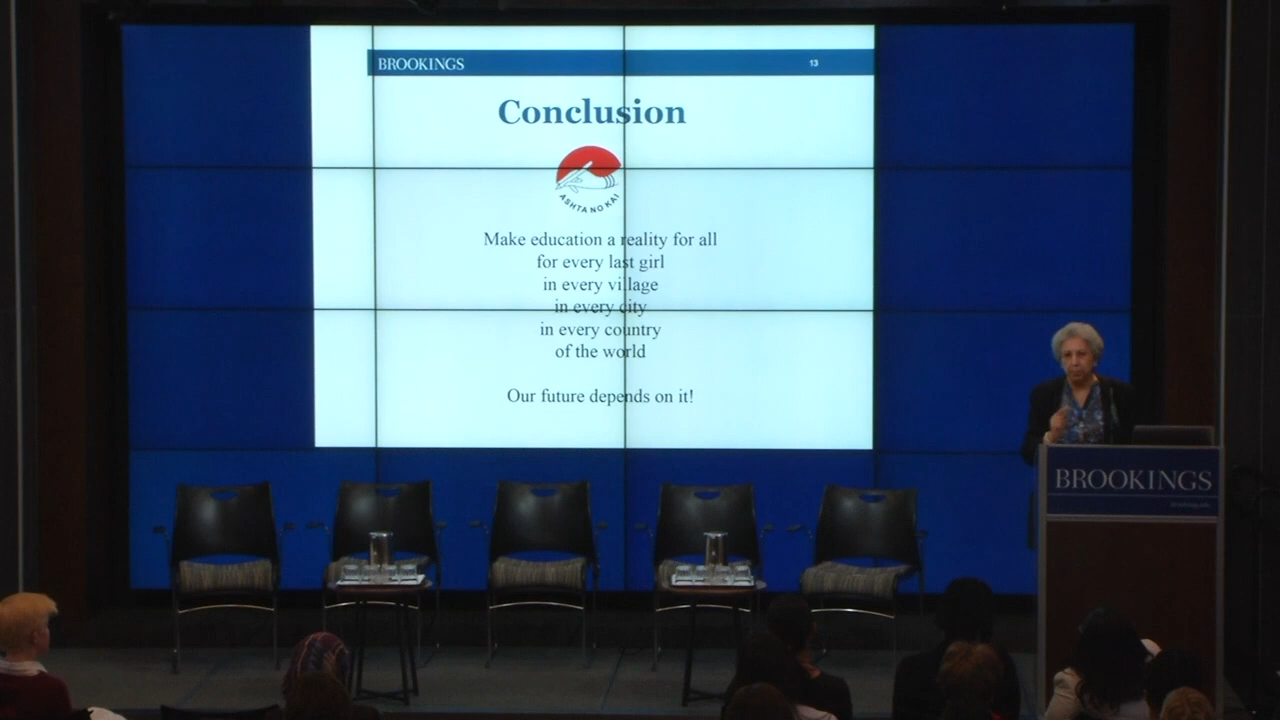 BROOKINGS
13
Conclusion
ASHTA NO KAI
Make education a reality for all
for every last girl
in every village
in every city
in every country
of the world
Our future depends on it!
BROOKINGS